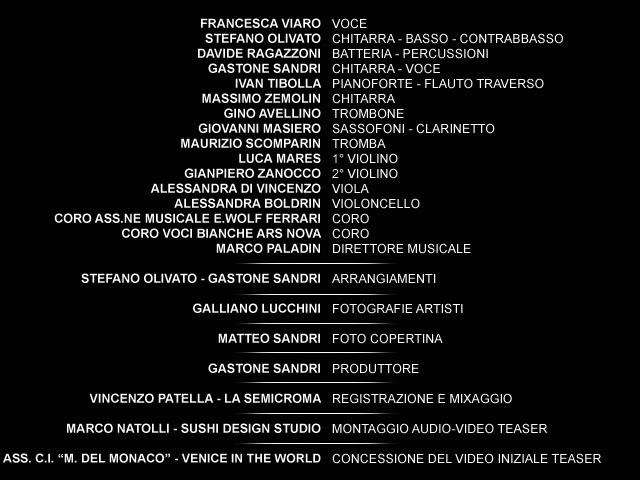 FRANCESCA VIARO VOCE
STEFANO OLIVATO CHITARRA - BASSO - CONTRABBASSO
DAVIDE RAGAZZONI BATTERIA - PERCUSSIONI
GASTONE SANDRI CHITARRA - VOCE
IVAN TIBOLLA PIANOFORTE - FLAUTO TRAVERSO
MASSIMO ZEMOLIN CHITARRA
GINO AVELLINO TROMBONE
GIOVANNI MASIERO SASSOFONI - CLARINETTO
MAURIZIO SCOMPARIN TROMBA
LUCA MARES 1° VIOLINO
GIANPIERO ZANOCCO 2° VIOLINO
ALESSANDRA DI VINCENZO VIOLA
ALESSANDRA BOLDRIN VIOLONCELLO
CORO ASS.NE MUSICALE E.WOLF FERRARI CORO
CORO VOCI BIANCHE ARS NOVA CORO
MARCO PALADIN DIRETTORE MUSICALE
STEFANO OLIVATO - GASTONE SANDRI ARRANGIAMENTI
GALLIANO LUCCHINI FOTOGRAFIE ARTISTI
MATTEO SANDRI FOTO COPERTINA
GASTONE SANDRI PRODUTTORE
VINCENZO PATELLA - LA SEMICROMA REGISTRAZIONE E MIXAGGIO
MARCO NATOLLI - SUSHI DESIGN STUDIO MONTAGGIO AUDIO-VIDEO TEASER
ASS. C.I. “M. DEL MONACO” - VENICE IN THE WORLD CONCESSIONE DEL VIDEO INIZIALE TEASER